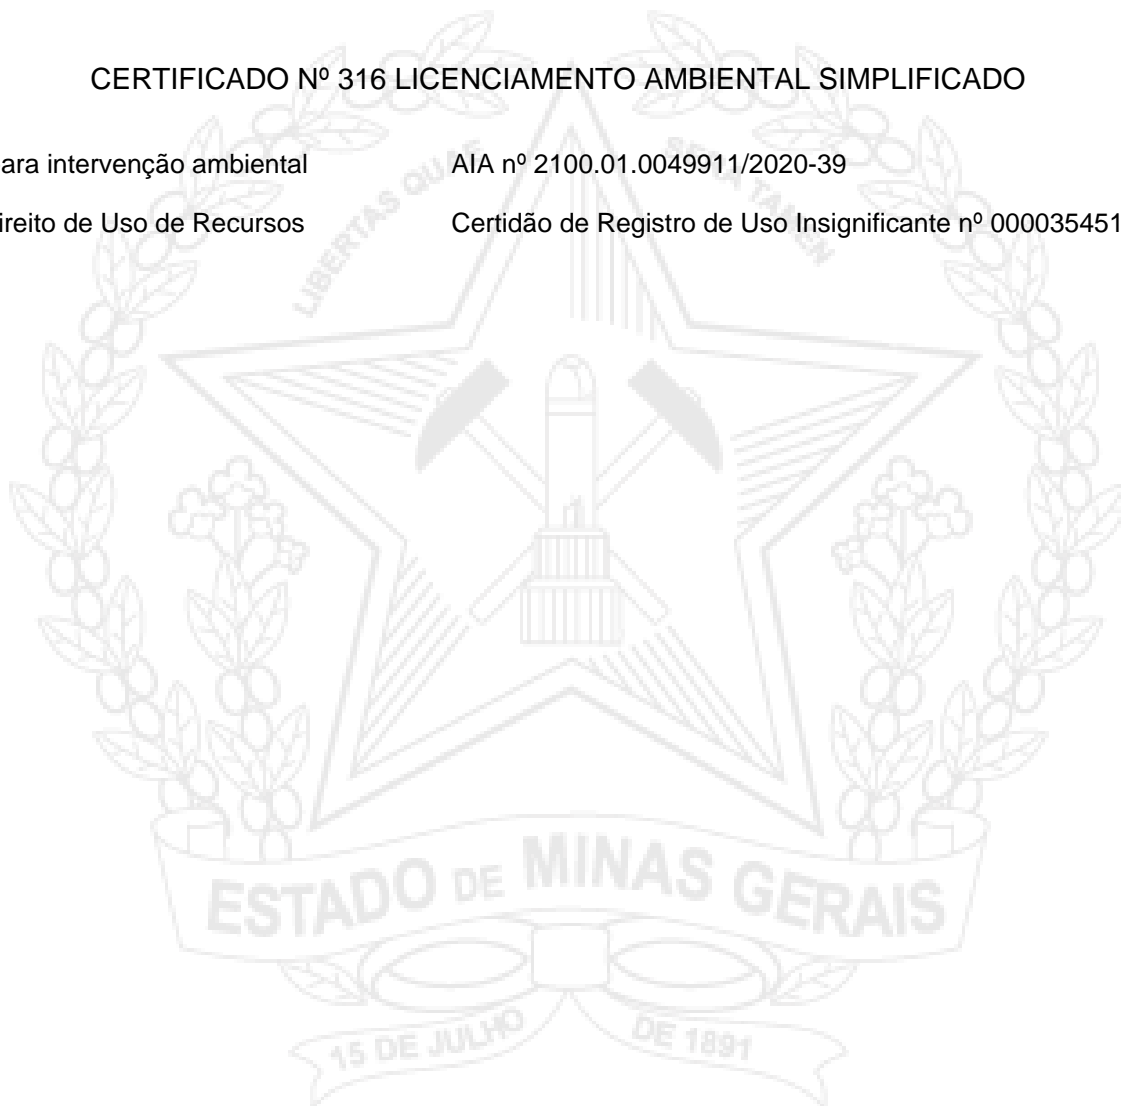 CERTIFICADO Nº 316 LICENCIAMENTO AMBIENTAL SIMPLIFICADO
ara intervenção ambiental AIA nº 2100.01.0049911/2020-39
ireito de Uso de Recursos Certidão de Registro de Uso Insignificante nº 000035451
LIBERTAS QUAE SERA TAMEN
ESTADO DE MINAS GERAIS
15 DE JULHO DE 1891